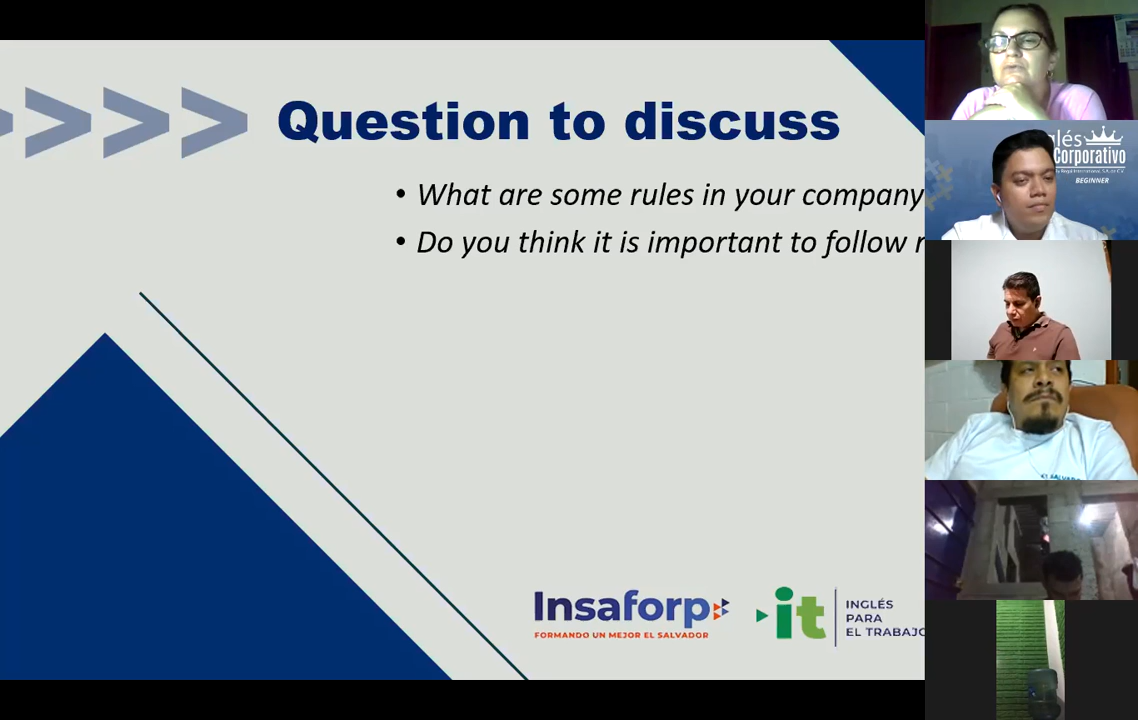 Question to discuss
• What are some rules in your company
• Do you think it is important to follow
Insaforp
FORMANDO UN MEJOR EL SALVADOR
it
INGLÉS
PARA
EL TRABAJO
glés
Corporativo
BEGINNER